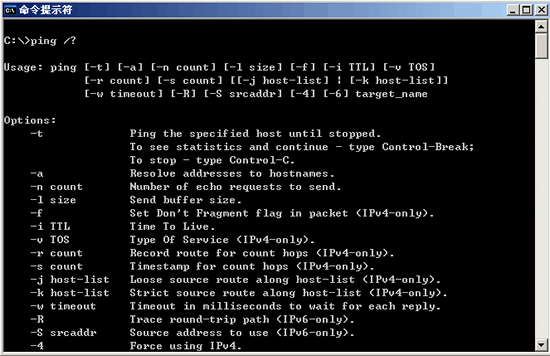 命令提示符
C:\>ping /?
Usage: ping [-t] [-a] [-n count] [-l size] [-f] [-i TTL] [-v TOS]
[-r count] [-s count] [[-j host-list] | [-k host-list]]
[-w timeout] [-R] [-S srcaddr] [-4] [-6] target_name
Options:
-t Ping the specified host until stopped.
To see statistics and continue - type Control-Break;
To stop - type Control-C.
-a Resolve addresses to hostnames.
-n count Number of echo requests to send.
-l size Send buffer size.
-f Set Don't Fragment flag in packet (IPv4-only).
-i TTL Time To Live.
-v TOS Type Of Service (IPv4-only).
-r count Record route for count hops (IPv4-only).
-s count Timestamp for count hops (IPv4-only).
-j host-list Loose source route along host-list (IPv4-only).
-k host-list Strict source route along host-list (IPv4-only).
-w timeout Timeout in milliseconds to wait for each reply.
-R Trace round-trip path (IPv6-only).
-S srcaddr Source address to use (IPv6-only).
-4 Force using IPv4.